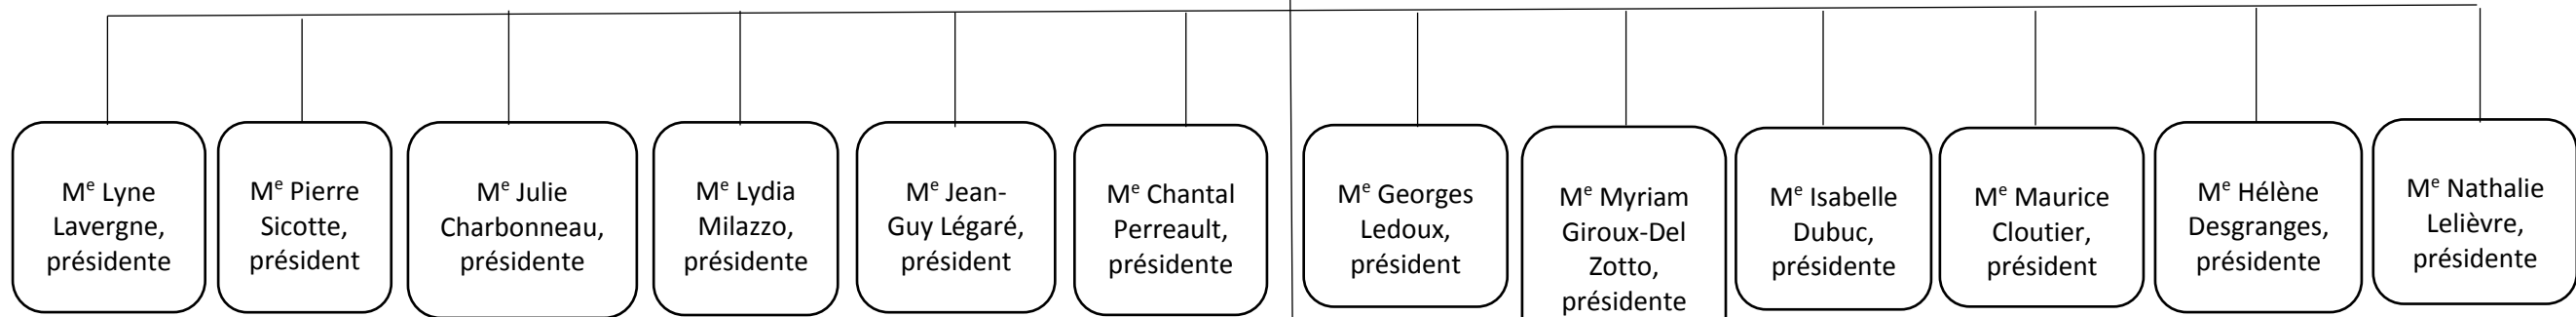 Mᵉ Lyne
Lavergne,
présidente
Mᵉ Pierre
Sicotte,
président
Mᵉ Julie
Charbonneau,
présidente
Mᵉ Lydia
Milazzo,
présidente
Mᵉ Jean-
Guy Légaré,
président
Mᵉ Chantal
Perreault,
présidente
Mᵉ Georges
Ledoux,
président
Mᵉ Myriam
Giroux-Del
Zotto,
présidente
Mᵉ Isabelle
Dubuc,
présidente
Mᵉ Maurice
Cloutier,
président
Mᵉ Hélène
Desgranges,
présidente
Mᵉ Nathalie
Lelièvre,
présidente